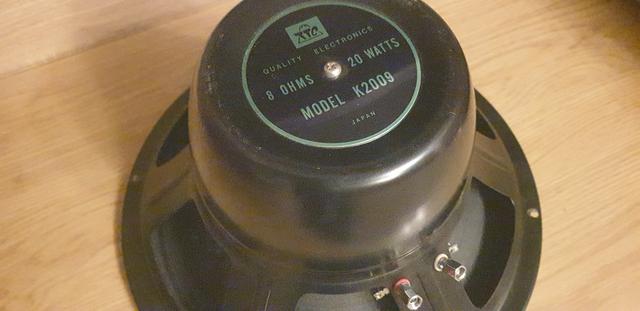 QUALITY ELECTRONICS
8 OHMS 20 WATTS
MODEL K2009
JAPAN